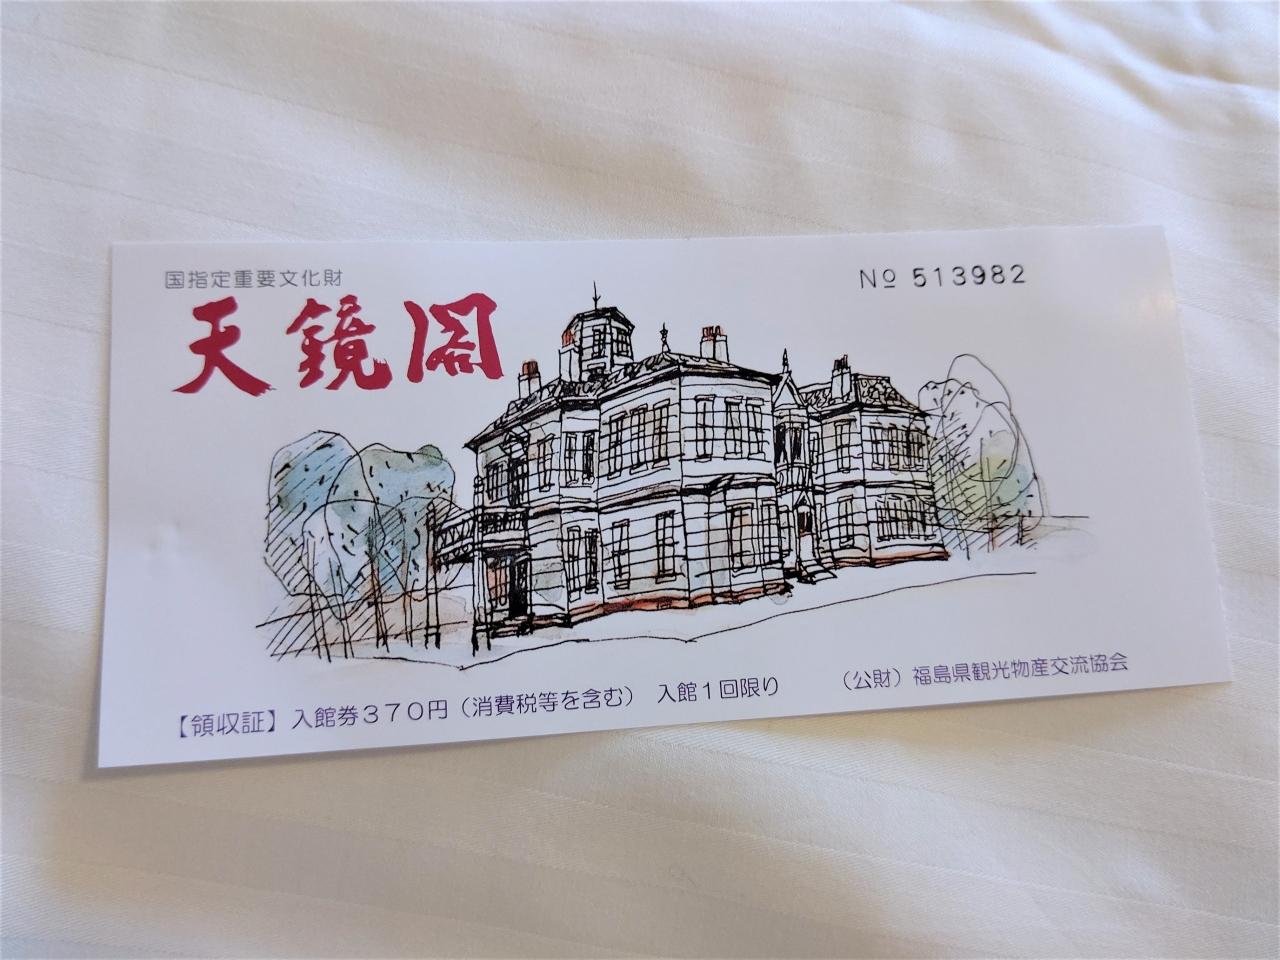 国指定重要文化財
天鏡閣
№ 513982
【領収証】入館券３７０円（消費税等を含む） 入館１回限り （公財）福島県観光物産交流協会